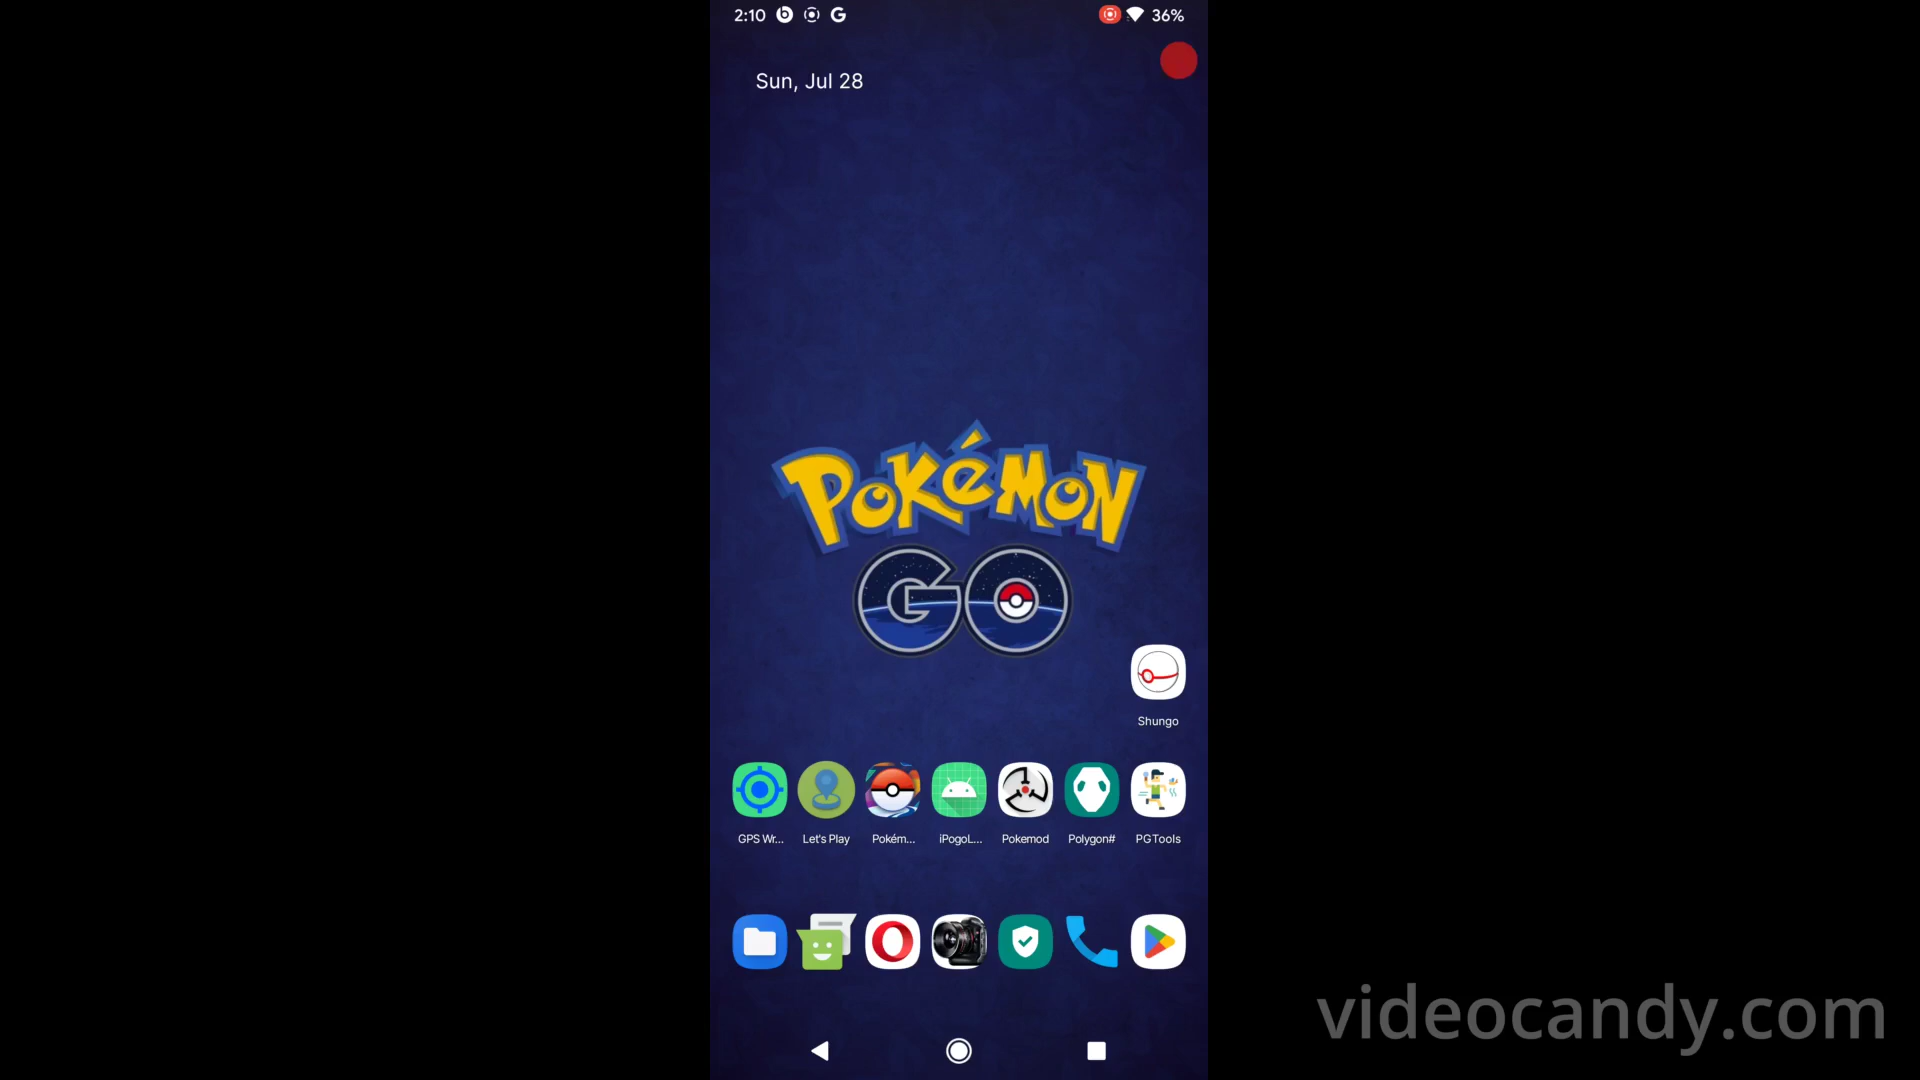 2:10
36%
Sun, Jul 28
POKéMON
GO
Shungo
GPS Wr...
Let's Play
Pokém...
iPogoL...
Pokemod
Polygon#
PGTools
videocandy.com